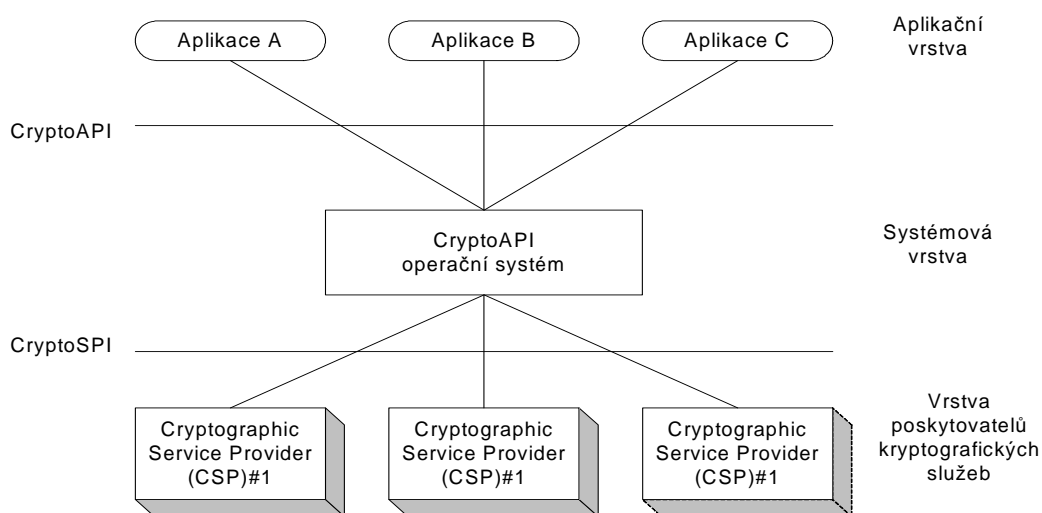 Aplikace A
Aplikace B
Aplikace C
Aplikační
vrstva
CryptoAPI
CryptoAPI
operační systém
Systémová
vrstva
CryptoSPI
Cryptographic
Service Provider
(CSP)#1
Cryptographic
Service Provider
(CSP)#1
Cryptographic
Service Provider
(CSP)#1
Vrstva
poskytovatelů
kryptografických
služeb